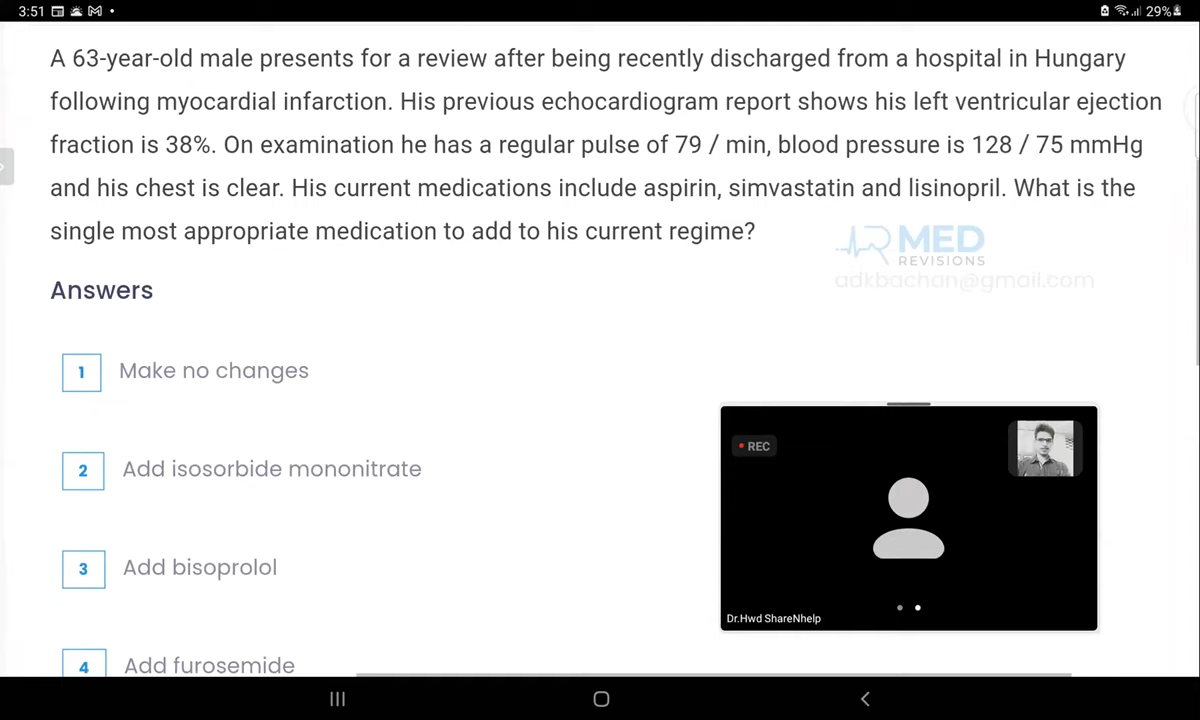 3:51
29%
A 63-year-old male presents for a review after being recently discharged from a hospital in Hungary
following myocardial infarction. His previous echocardiogram report shows his left ventricular ejection
fraction is 38%. On examination he has a regular pulse of 79 / min, blood pressure is 128 / 75 mmHg
and his chest is clear. His current medications include aspirin, simvastatin and lisinopril. What is the
single most appropriate medication to add to his current regime?
MED
REVISIONS
adkbachan@gmail.com
Answers
1 Make no changes
2 Add isosorbide mononitrate
3 Add bisoprolol
4 Add furosemide
REC
Dr.Hwd ShareNhelp